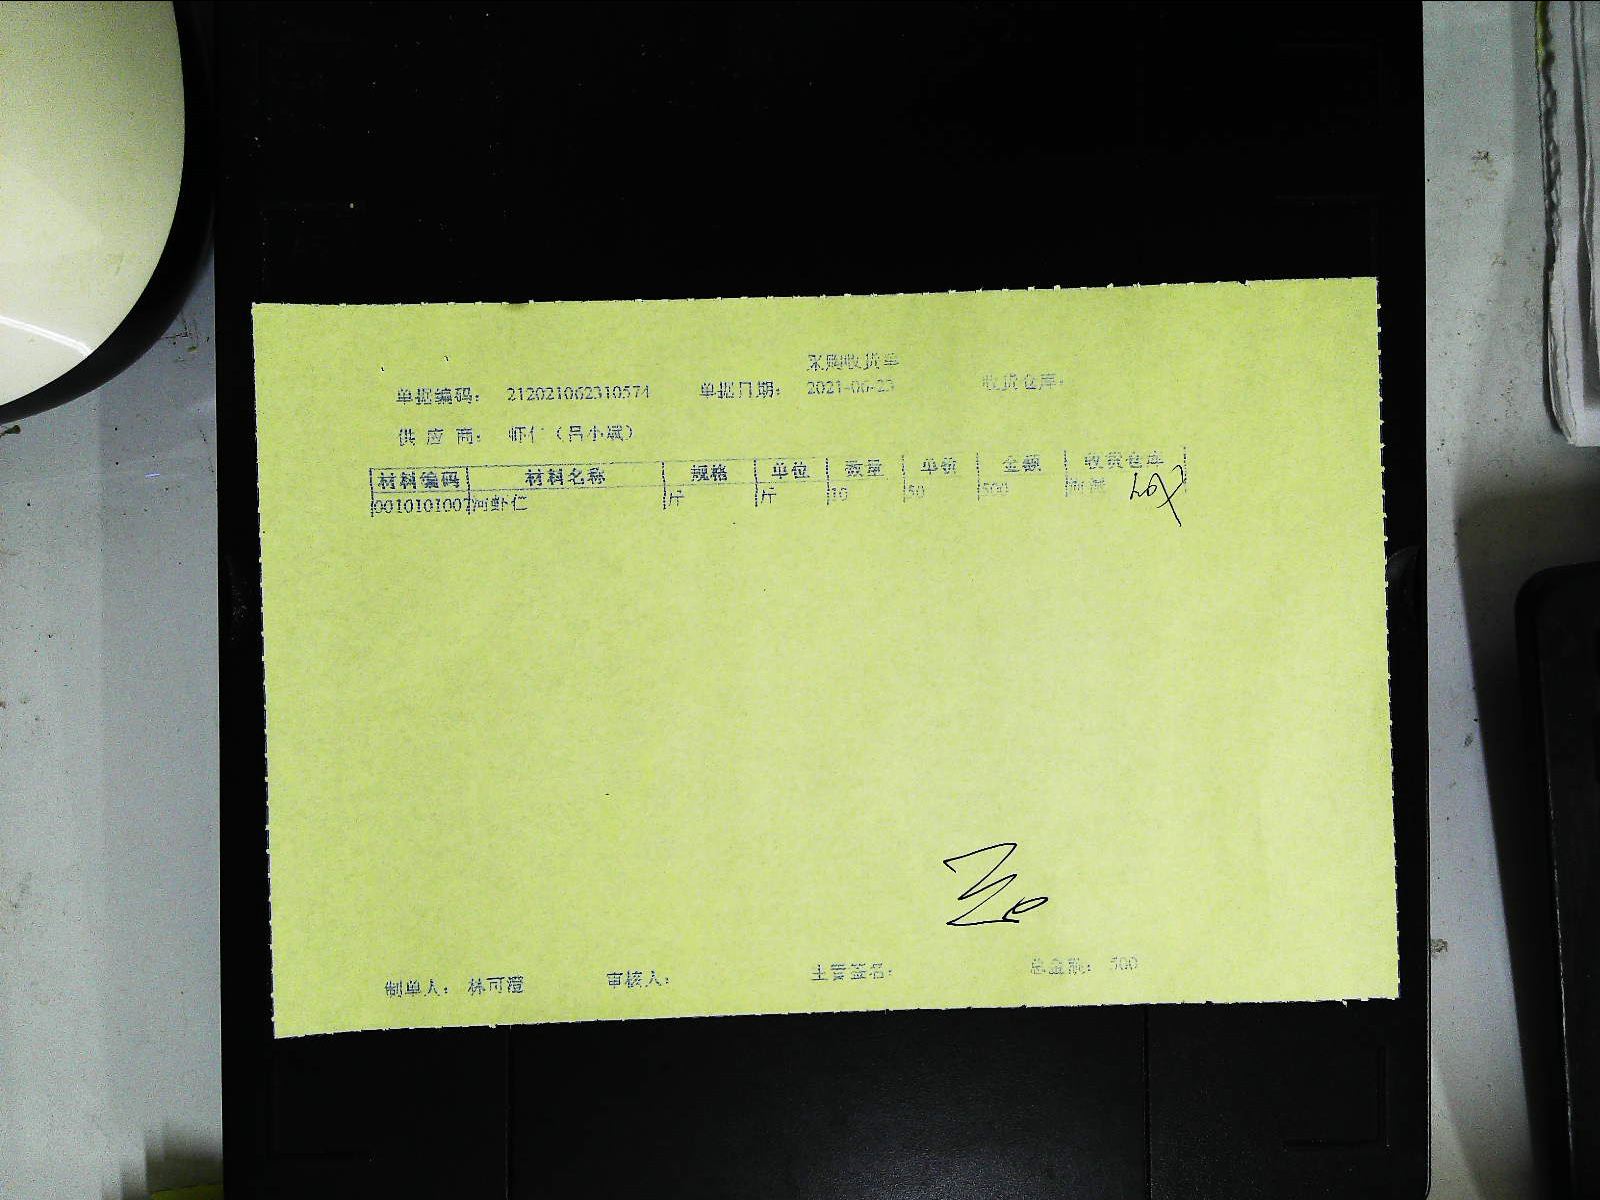 采购收货单
单据编码： 212021062310574 单据日期： 2021-06-23 收货仓库：
供 应 商： 虾仁（吕小斌）
材料编码 材料名称 规格 单位 数量 单价 金额 收货仓库
0010101007 河虾仁 斤 斤 10 50 500
制单人： 林可澄 审核人： 主管签名： 总金额： 500